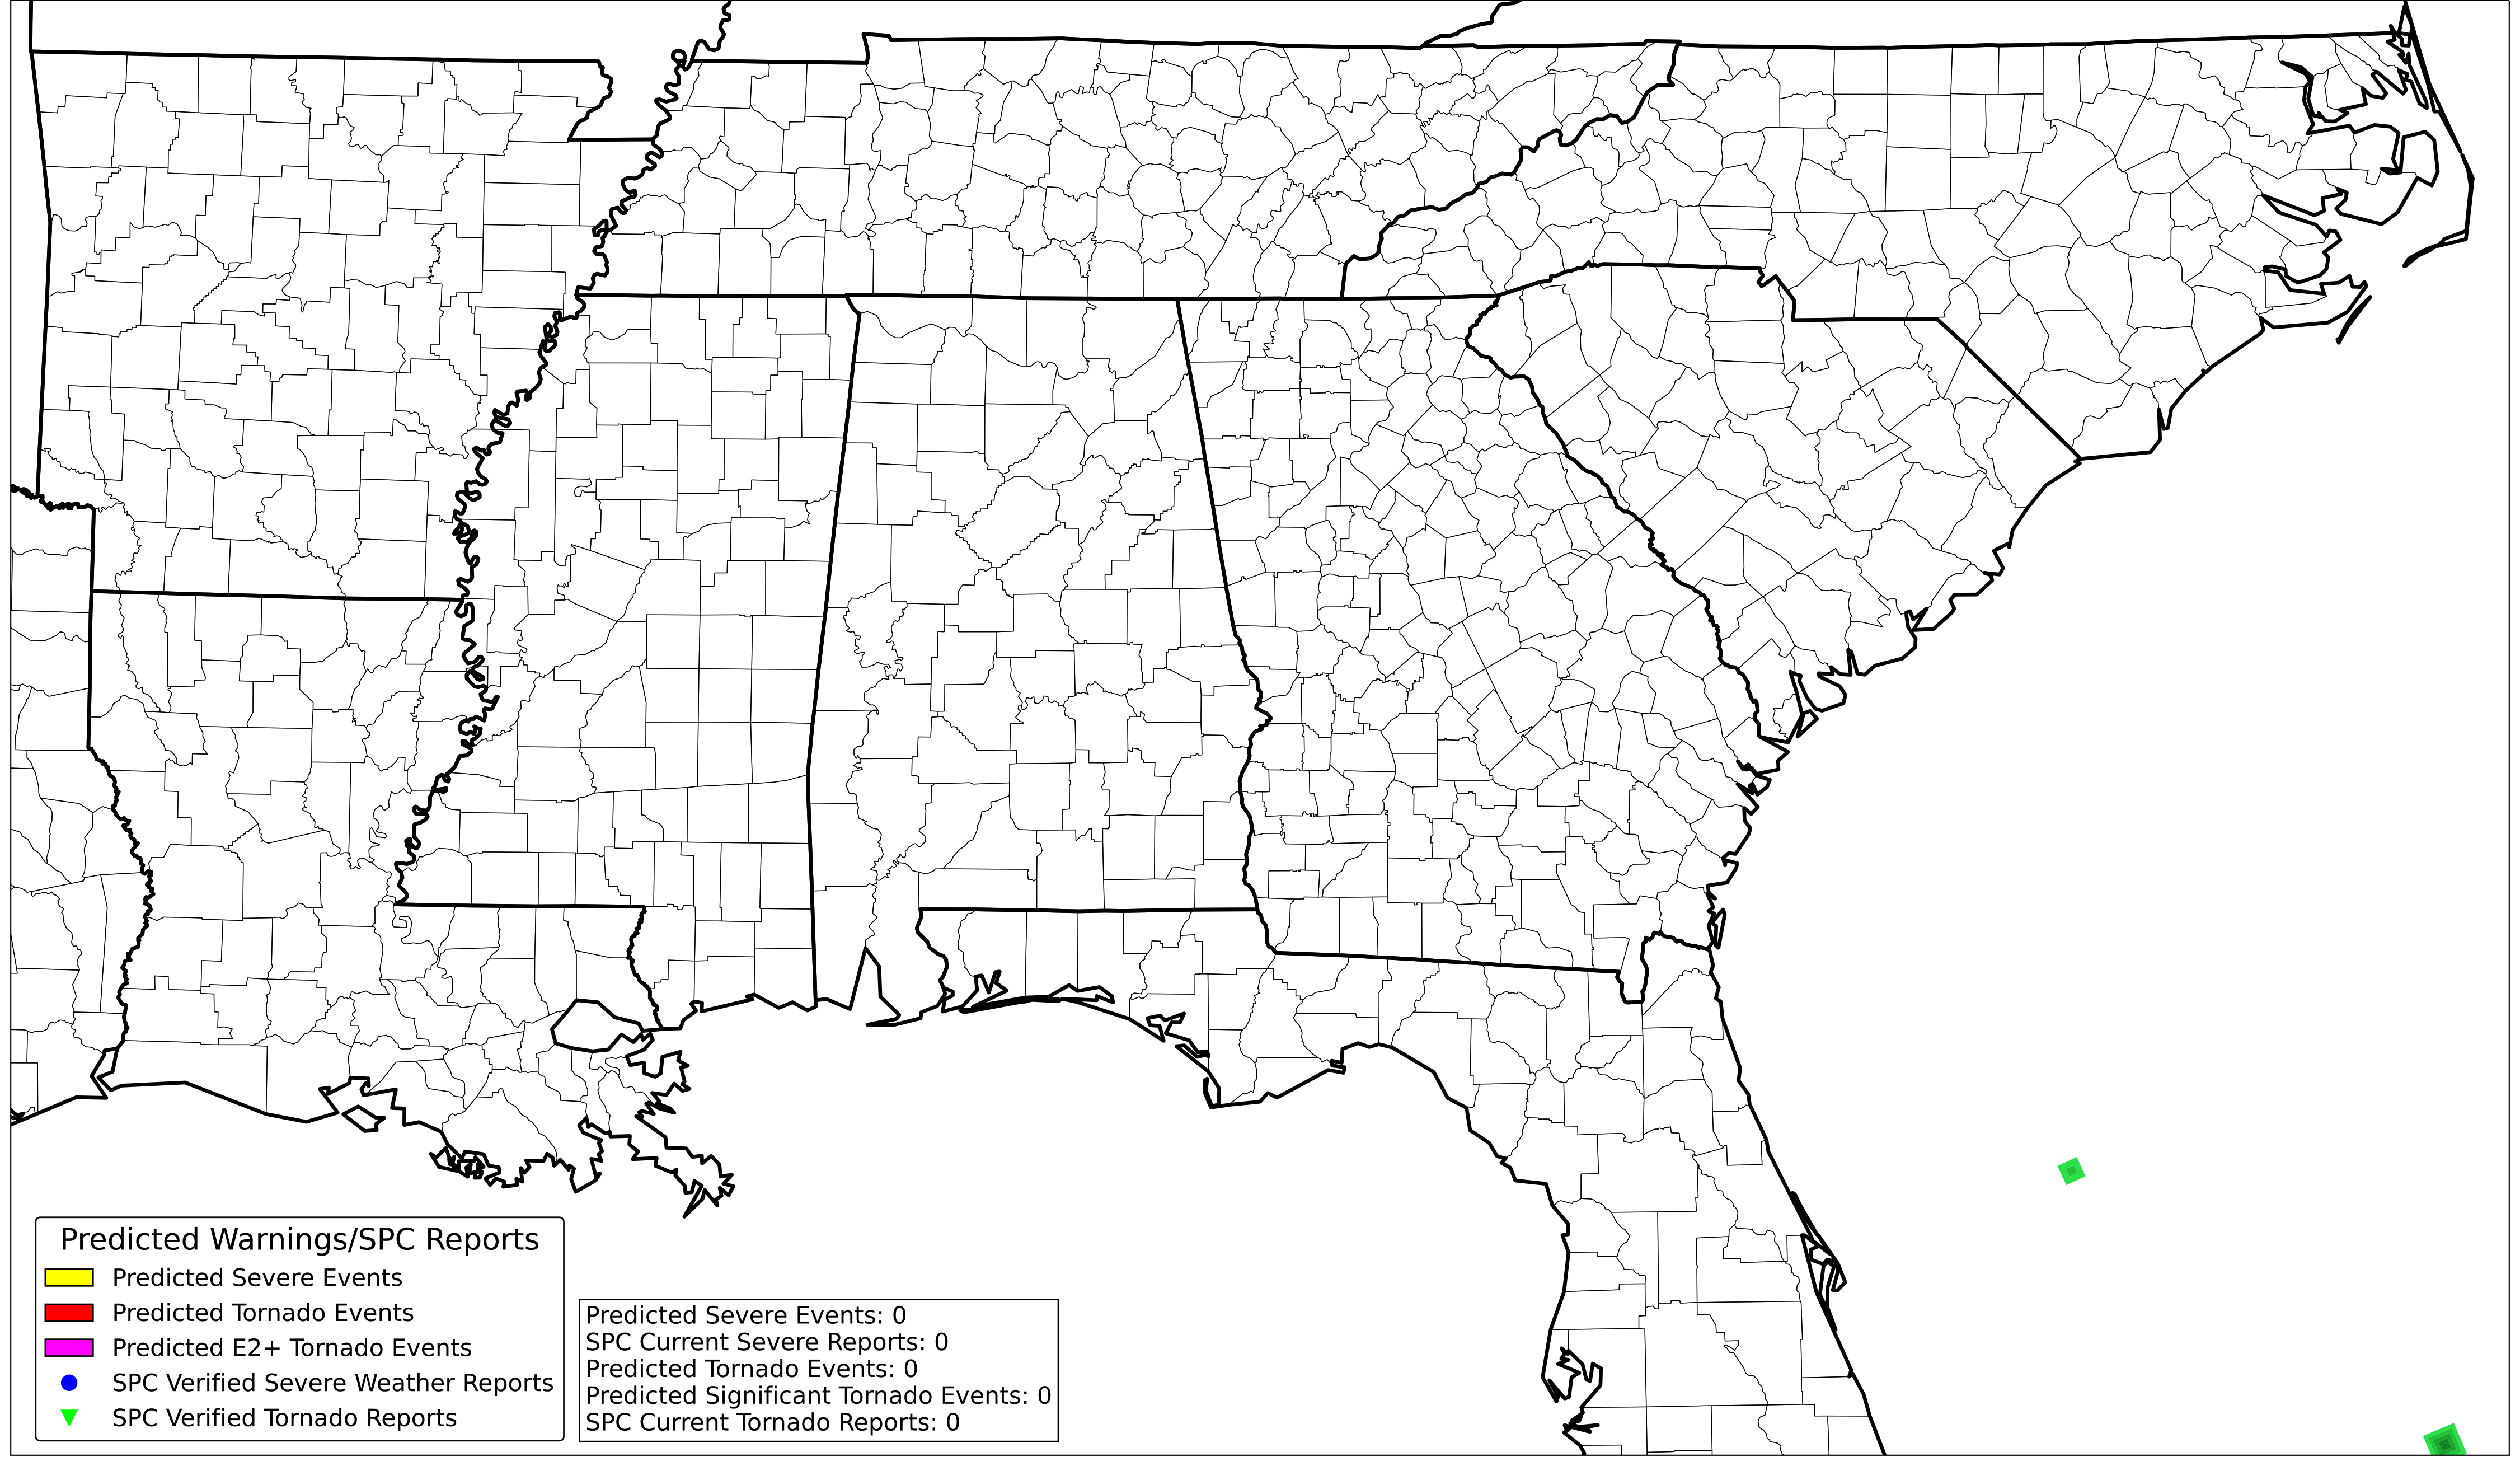 Predicted Warnings/SPC Reports
Predicted Severe Events
Predicted Tornado Events
Predicted E2+ Tornado Events
SPC Verified Severe Weather Reports
SPC Verified Tornado Reports
Predicted Severe Events: 0
SPC Current Severe Reports: 0
Predicted Tornado Events: 0
Predicted Significant Tornado Events: 0
SPC Current Tornado Reports: 0